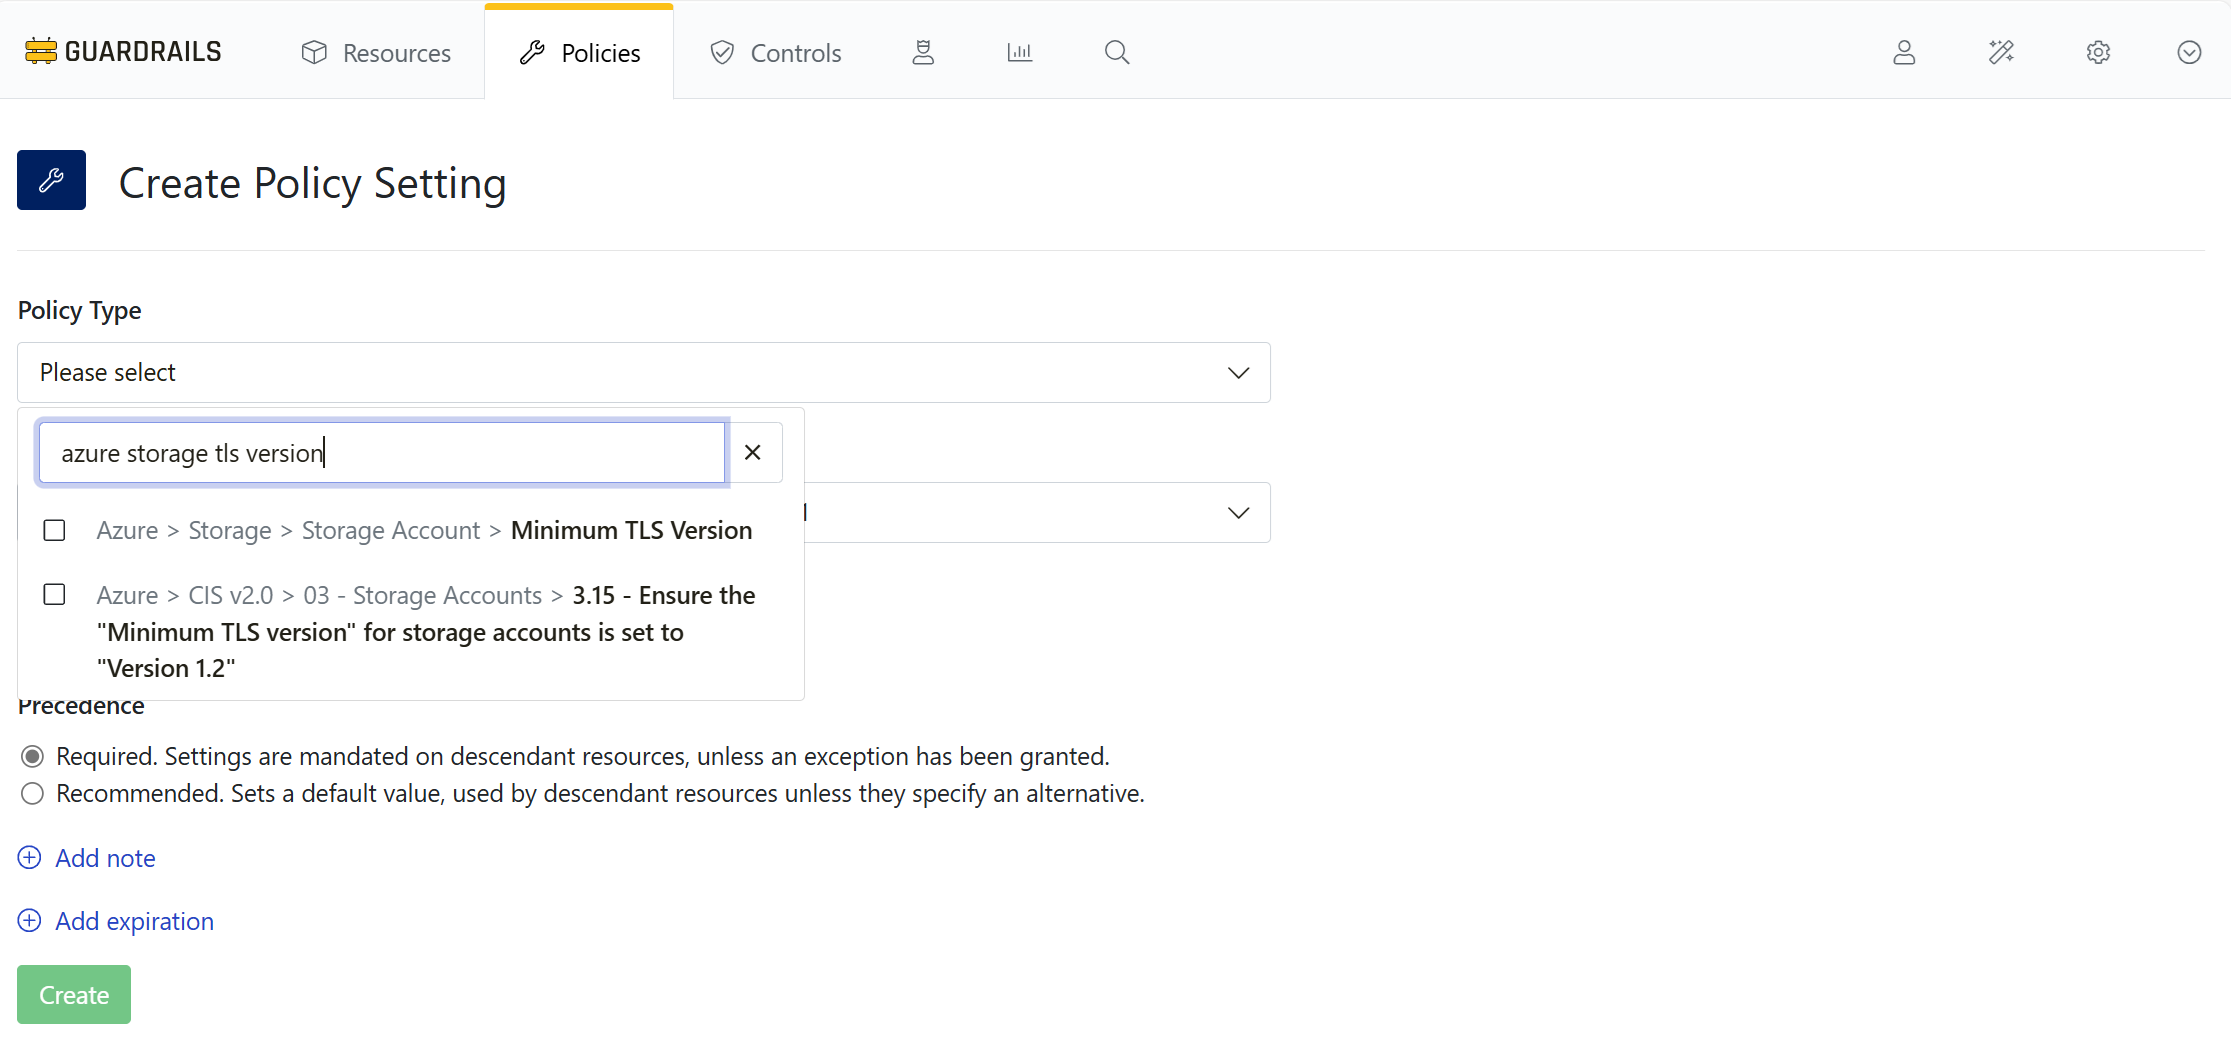 GUARDRAILS Resources Policies Controls
Create Policy Setting
Policy Type
Please select
azure storage tls version
Azure > Storage > Storage Account > Minimum TLS Version
Azure > CIS v2.0 > 03 - Storage Accounts > 3.15 - Ensure the
"Minimum TLS version" for storage accounts is set to
"Version 1.2"
Precedence
Required. Settings are mandated on descendant resources, unless an exception has been granted.
Recommended. Sets a default value, used by descendant resources unless they specify an alternative.
Add note
Add expiration
Create